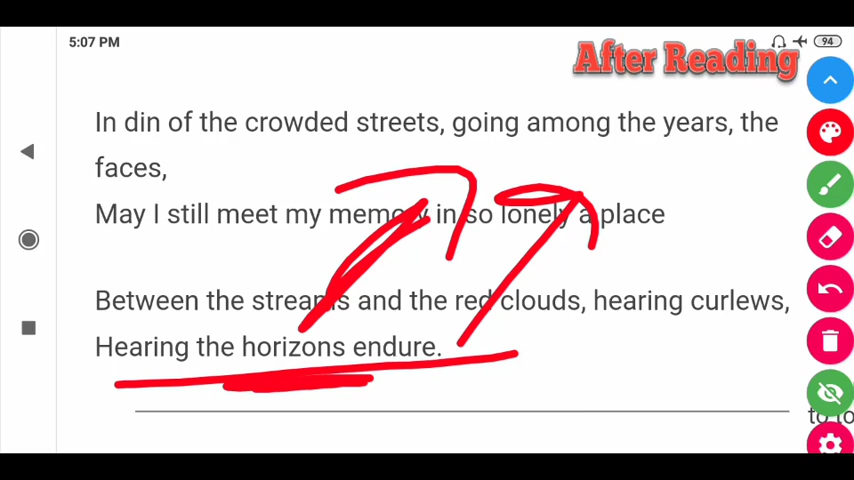 5:07 PM
94
After Reading
In din of the crowded streets, going among the years, the
faces,
May I still meet my memory in so lonely a place
Between the streams and the red clouds, hearing curlews,
Hearing the horizons endure.